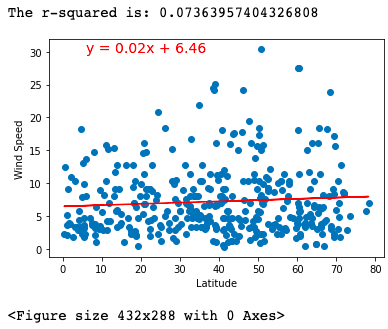 The r-squared is: 0.07363957404326808
y = 0.02x + 6.46
30
25
20
15
10
5
0
Wind Speed
0 10 20 30 40 50 60 70 80
Latitude
<Figure size 432x288 with 0 Axes>